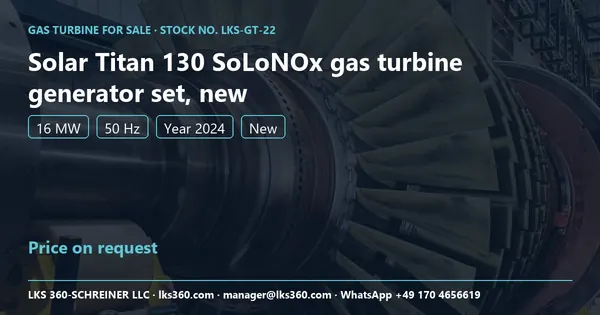 GAS TURBINE FOR SALE · STOCK NO. LKS-GT-22
Solar Titan 130 SoLoNOx gas turbine
generator set, new
16 MW 50 Hz Year 2024 New
Price on request
LKS 360-SCHREINER LLC · lks360.com · manager@lks360.com · WhatsApp +49 170 4656619